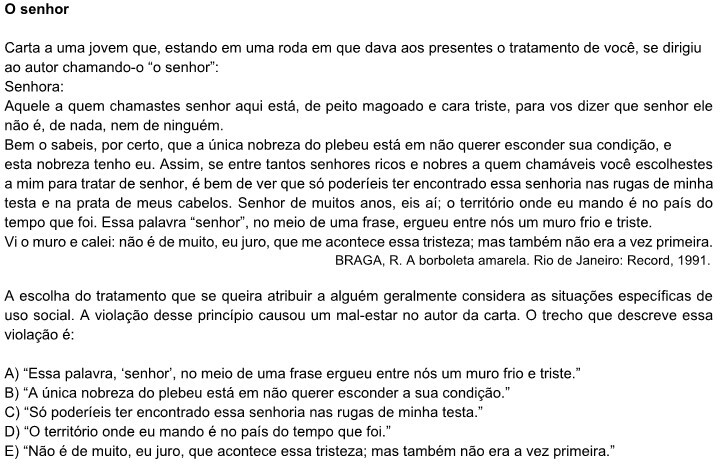 O senhor
Carta a uma jovem que, estando em uma roda em que dava aos presentes o tratamento de você, se dirigiu
ao autor chamando-o “o senhor”:
Senhora:
Aquele a quem chamastes senhor aqui está, de peito magoado e cara triste, para vos dizer que senhor ele
não é, de nada, nem de ninguém.
Bem o sabeis, por certo, que a única nobreza do plebeu está em não querer esconder sua condição, e
esta nobreza tenho eu. Assim, se entre tantos senhores ricos e nobres a quem chamáveis você escolhestes
a mim para tratar de senhor, é bem de ver que só poderíeis ter encontrado essa senhoria nas rugas de minha
testa e na prata de meus cabelos. Senhor de muitos anos, eis aí; o território onde eu mando é no país do
tempo que foi. Essa palavra “senhor”, no meio de uma frase, ergueu entre nós um muro frio e triste.
Vi o muro e calei: não é de muito, eu juro, que me acontece essa tristeza; mas também não era a vez primeira.
BRAGA, R. A borboleta amarela. Rio de Janeiro: Record, 1991.
A escolha do tratamento que se queira atribuir a alguém geralmente considera as situações específicas de
uso social. A violação desse princípio causou um mal-estar no autor da carta. O trecho que descreve essa
violação é:
A) “Essa palavra, ‘senhor’, no meio de uma frase ergueu entre nós um muro frio e triste.”
B) “A única nobreza do plebeu está em não querer esconder a sua condição.”
C) “Só poderíeis ter encontrado essa senhoria nas rugas de minha testa.”
D) “O território onde eu mando é no país do tempo que foi.”
E) “Não é de muito, eu juro, que acontece essa tristeza; mas também não era a vez primeira.”